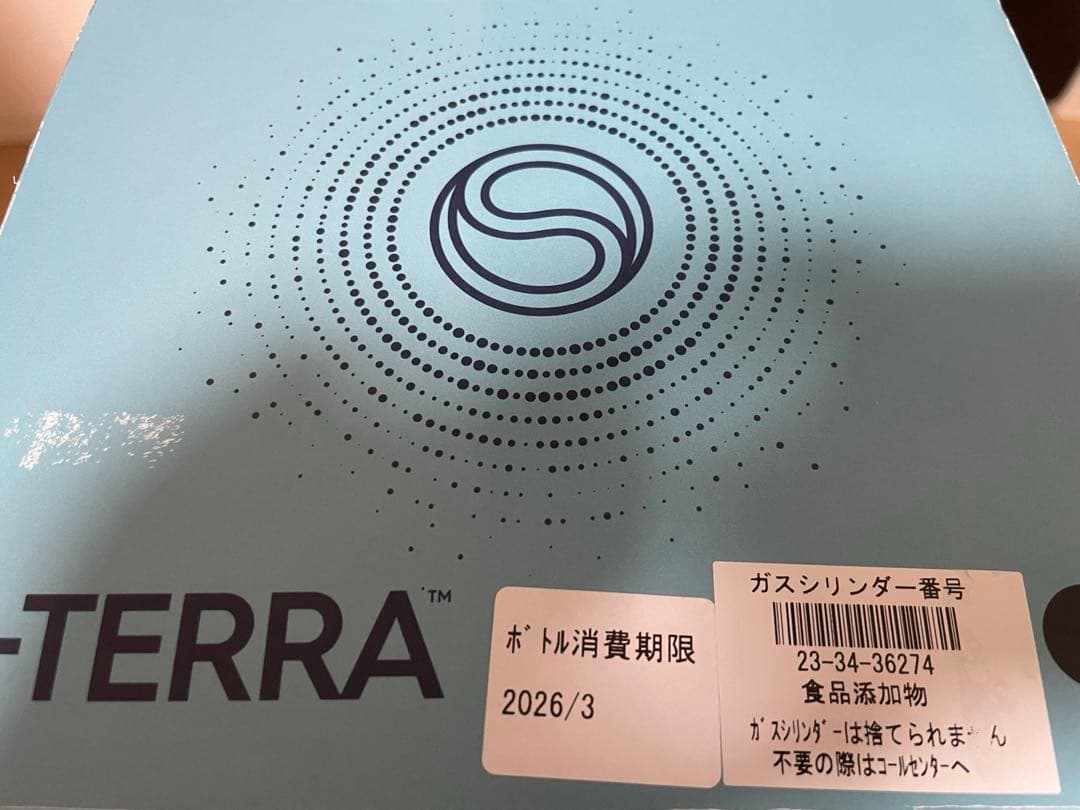 -TERRA™
ボトル消費期限
2026/3
ガスシリンダー番号
23-34-36274
食品添加物
ガスシリンダーは捨てられません
不要の際はコールセンターへ